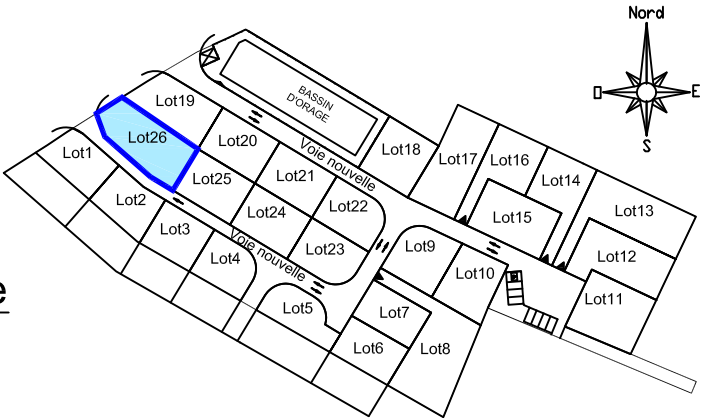 Nord
O
E
S
BASSIN
D'ORAGE
Lot19
Lot26
Lot1
Lot20
Voie nouvelle
Lot18
Lot17
Lot16
Lot14
Lot13
Lot25
Lot21
Lot2
Lot22
Lot24
Lot15
Lot3
Voie nouvelle
Lot23
Lot9
Lot12
Lot4
Lot10
Lot11
e
Lot5
Lot7
Lot6
Lot8